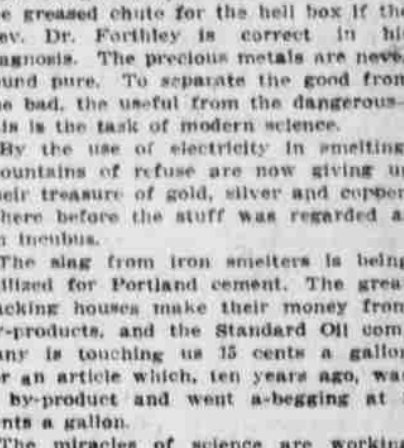 e greased chute for the hell box if the
ev. Dr. Forthley is correct in hi
agnosis. The precious metals are neve
ound pure. To separate the good from
e bad, the useful from the dangerous—
is is the task of modern science.
By the use of electricity in smelting
ountains of refuse are now giving up
eir treasure of gold, silver and copper
here before the stuff was regarded a
n incubus.
The slag from iron smelters is being
ilized for Portland cement. The grea
acking houses make their money from
y-products, and the Standard Oil com
any is touching us 15 cents a gallon
or an article which, ten years ago, was
by-product and went a-begging at
nts a gallon.
The miracles of science are working